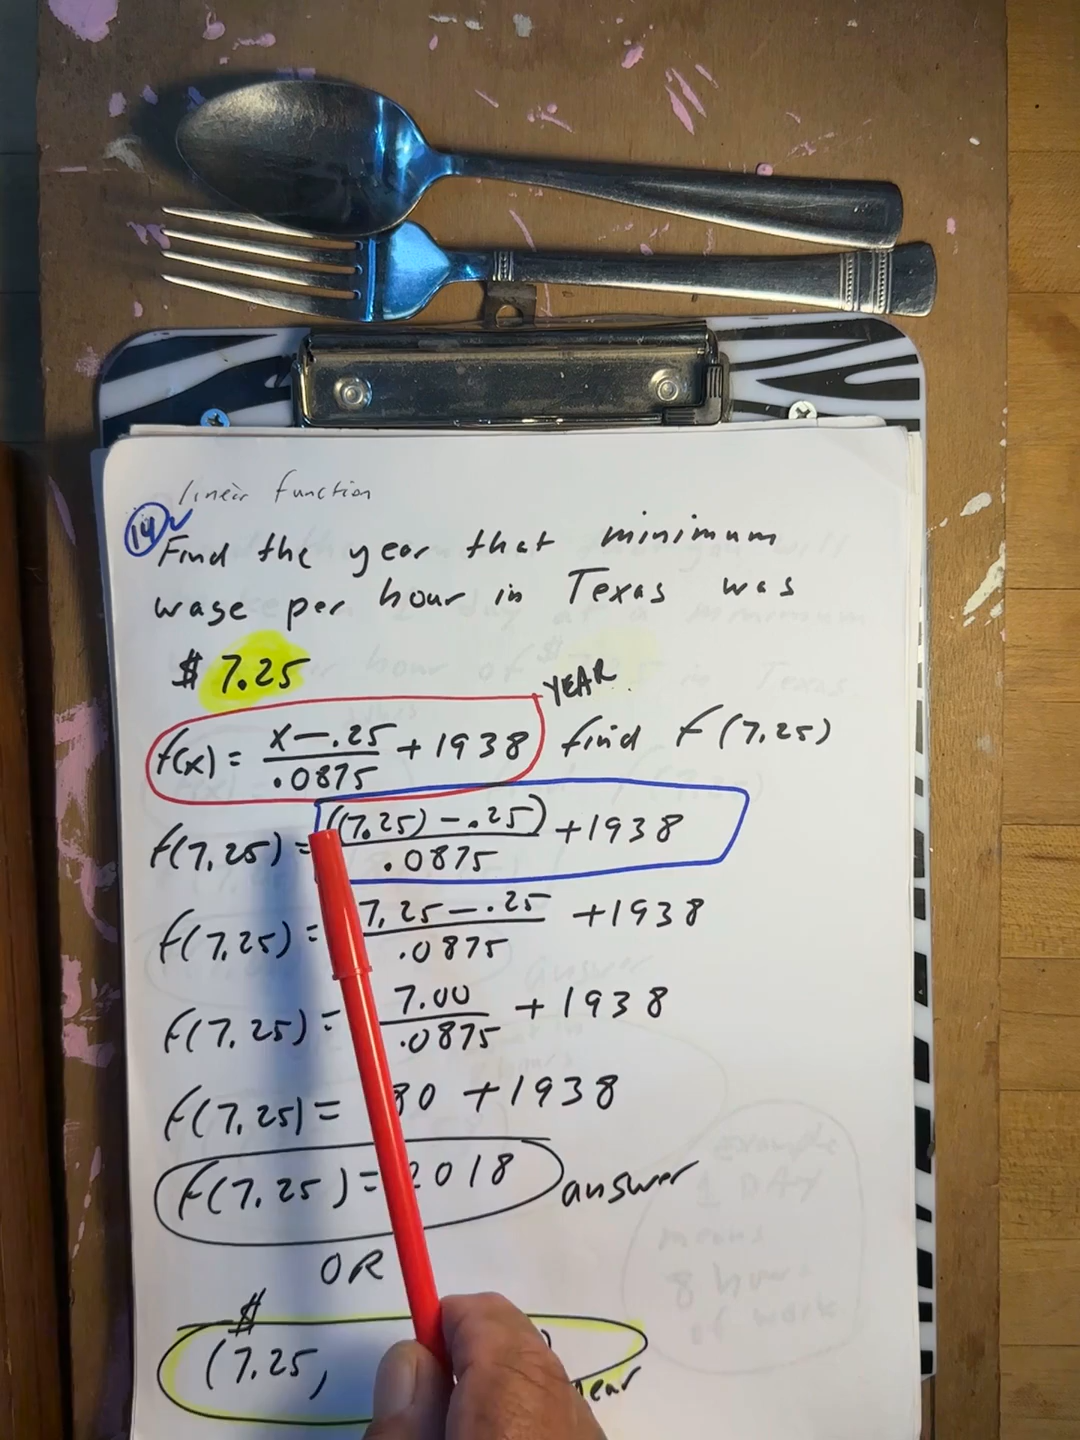 linear function
14 Find the year that minimum
wage per hour in Texas was
$ 7.25
YEAR
f(x) = x-.25/.0875 + 1938 find f(7.25)
f(7.25) = ((7.25)-.25)/.0875 + 1938
f(7.25) = 7.25-.25/.0875 + 1938
f(7.25) = 7.00/.0875 + 1938
f(7.25) = 80 + 1938
f(7.25) = 2018 answer
OR
$
(7.25, )